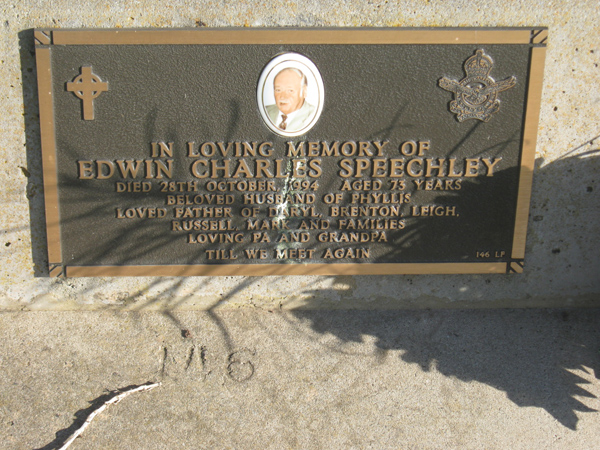 IN LOVING MEMORY OF
EDWIN CHARLES SPEECHLEY
DIED 28TH OCTOBER, 1994 AGED 73 YEARS
BELOVED HUSBAND OF PHYLLIS
LOVED FATHER OF DARYL, BRENTON, LEIGH,
RUSSELL, MARK AND FAMILIES
LOVING PA AND GRANDPA
TILL WE MEET AGAIN
146 LP
M 6